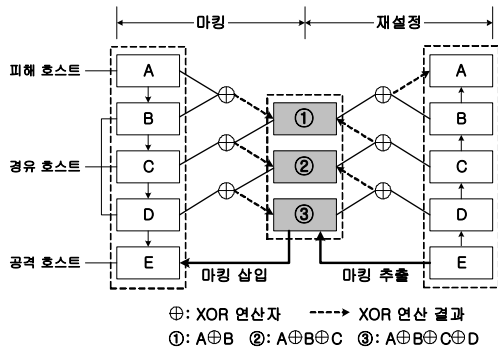 마킹 재설정
피해 호스트 A A
B ① B
경유 호스트 C ② C
D ③ D
공격 호스트 E E
마킹 삽입 마킹 추출
⊕: XOR 연산자 XOR 연산 결과
①: A⊕B ②: A⊕B⊕C ③: A⊕B⊕C⊕D